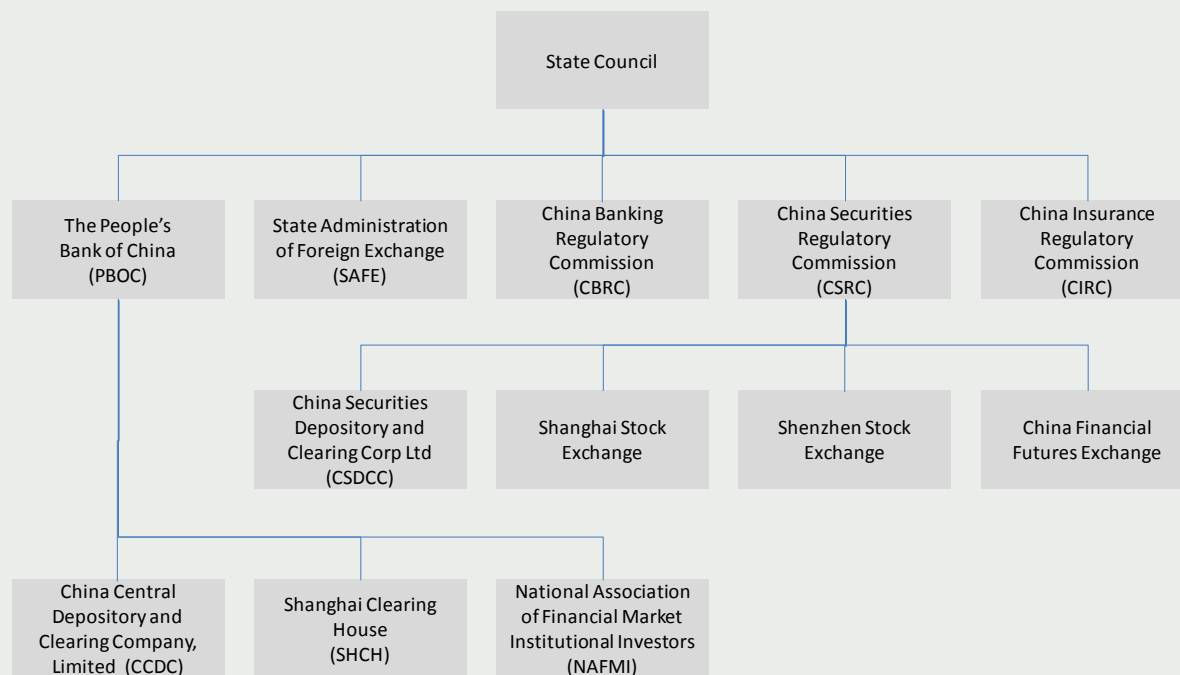 State Council
The People's
Bank of China
(PBOC)
State Administration
of Foreign Exchange
(SAFE)
China Banking
Regulatory
Commission
(CBRC)
China Securities
Regulatory
Commission
(CSRC)
China Insurance
Regulatory
Commission
(CIRC)
China Securities
Depository and
Clearing Corp Ltd
(CSDCC)
Shanghai Stock
Exchange
Shenzhen Stock
Exchange
China Financial
Futures Exchange
China Central
Depository and
Clearing Company,
Limited (CCDC)
Shanghai Clearing
House
(SHCH)
National Association
of Financial Market
Institutional Investors
(NAFMI)